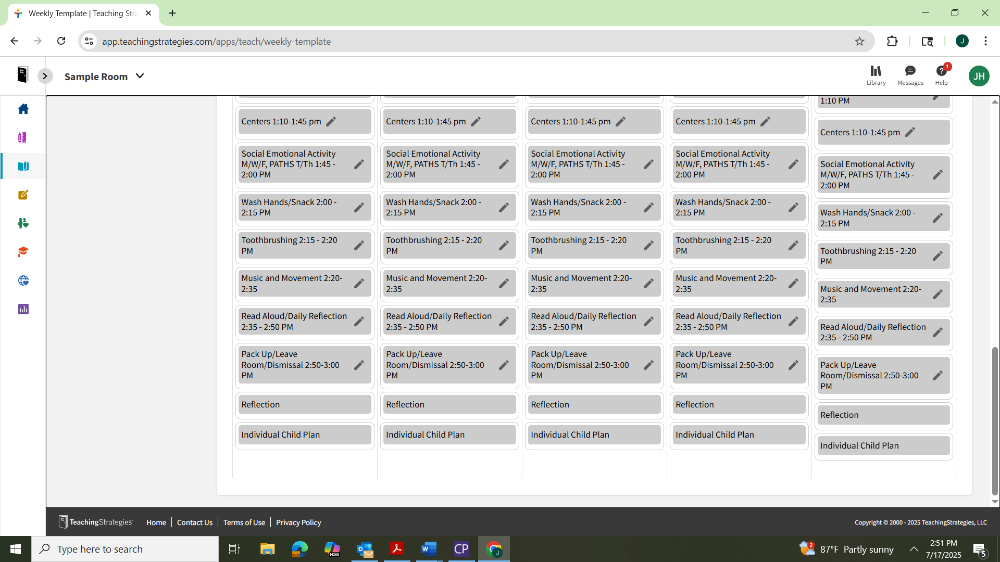 Weekly Template | Teaching Stra
app.teachingstrategies.com/apps/teach/weekly-template
J
Sample Room
Library
Messages
1
Help
JH
Centers 1:10-1:45 pm
Social Emotional Activity
M/W/F, PATHS T/Th 1:45 -
2:00 PM
Wash Hands/Snack 2:00 -
2:15 PM
Toothbrushing 2:15 - 2:20
PM
Music and Movement 2:20-
2:35
Read Aloud/Daily Reflection
2:35 - 2:50 PM
Pack Up/Leave
Room/Dismissal 2:50-3:00
PM
Reflection
Individual Child Plan
Centers 1:10-1:45 pm
Social Emotional Activity
M/W/F, PATHS T/Th 1:45 -
2:00 PM
Wash Hands/Snack 2:00 -
2:15 PM
Toothbrushing 2:15 - 2:20
PM
Music and Movement 2:20-
2:35
Read Aloud/Daily Reflection
2:35 - 2:50 PM
Pack Up/Leave
Room/Dismissal 2:50-3:00
PM
Reflection
Individual Child Plan
Centers 1:10-1:45 pm
Social Emotional Activity
M/W/F, PATHS T/Th 1:45 -
2:00 PM
Wash Hands/Snack 2:00 -
2:15 PM
Toothbrushing 2:15 - 2:20
PM
Music and Movement 2:20-
2:35
Read Aloud/Daily Reflection
2:35 - 2:50 PM
Pack Up/Leave
Room/Dismissal 2:50-3:00
PM
Reflection
Individual Child Plan
Centers 1:10-1:45 pm
Social Emotional Activity
M/W/F, PATHS T/Th 1:45 -
2:00 PM
Wash Hands/Snack 2:00 -
2:15 PM
Toothbrushing 2:15 - 2:20
PM
Music and Movement 2:20-
2:35
Read Aloud/Daily Reflection
2:35 - 2:50 PM
Pack Up/Leave
Room/Dismissal 2:50-3:00
PM
Reflection
Individual Child Plan
1:10 PM
Centers 1:10-1:45 pm
Social Emotional Activity
M/W/F, PATHS T/Th 1:45 -
2:00 PM
Wash Hands/Snack 2:00 -
2:15 PM
Toothbrushing 2:15 - 2:20
PM
Music and Movement 2:20-
2:35
Read Aloud/Daily Reflection
2:35 - 2:50 PM
Pack Up/Leave
Room/Dismissal 2:50-3:00
PM
Reflection
Individual Child Plan
TeachingStrategies®
Home
Contact Us
Terms of Use
Privacy Policy
Copyright © 2000 - 2025 TeachingStrategies, LLC
Type here to search
M365
CP
J
2
87°F Partly sunny
2:51 PM
7/17/2025
5